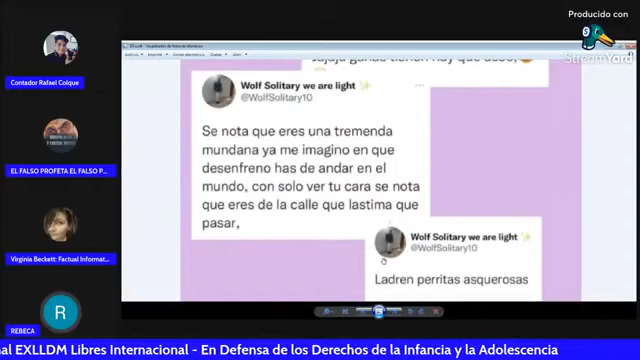 Producido con
StreamYard
Jajaja ganas tienen hay que asco,
Wolf Solitary we are light
@WolfSolitary10
Se nota que eres una tremenda
mundana ya me imagino en que
desenfreno has de andar en el
mundo, con solo ver tu cara se nota
que eres de la calle que lastima que
pasar,
Wolf Solitary we are light
@WolfSolitary10
Ladren perritas asquerosas
Contador Rafael Colque
EL FALSO PROFETA EL FALSO P...
Virginia Beckett: Factual Informat...
R
REBECA
nal EXLLDM Libres Internacional - En Defensa de los Derechos de la Infancia y la Adolescencia